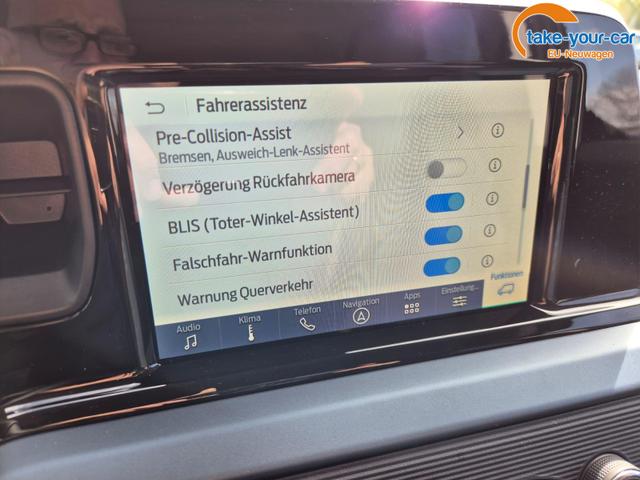 take-your-car
EU-Neuwagen
Fahrerassistenz
Pre-Collision-Assist
Bremsen, Ausweich-Lenk-Assistent
Verzögerung Rückfahrkamera
BLIS (Toter-Winkel-Assistent)
Falschfahr-Warnfunktion
Warnung Querverkehr
Audio
Klima
Telefon
Navigation
Apps
Einstellung...
Funktionen